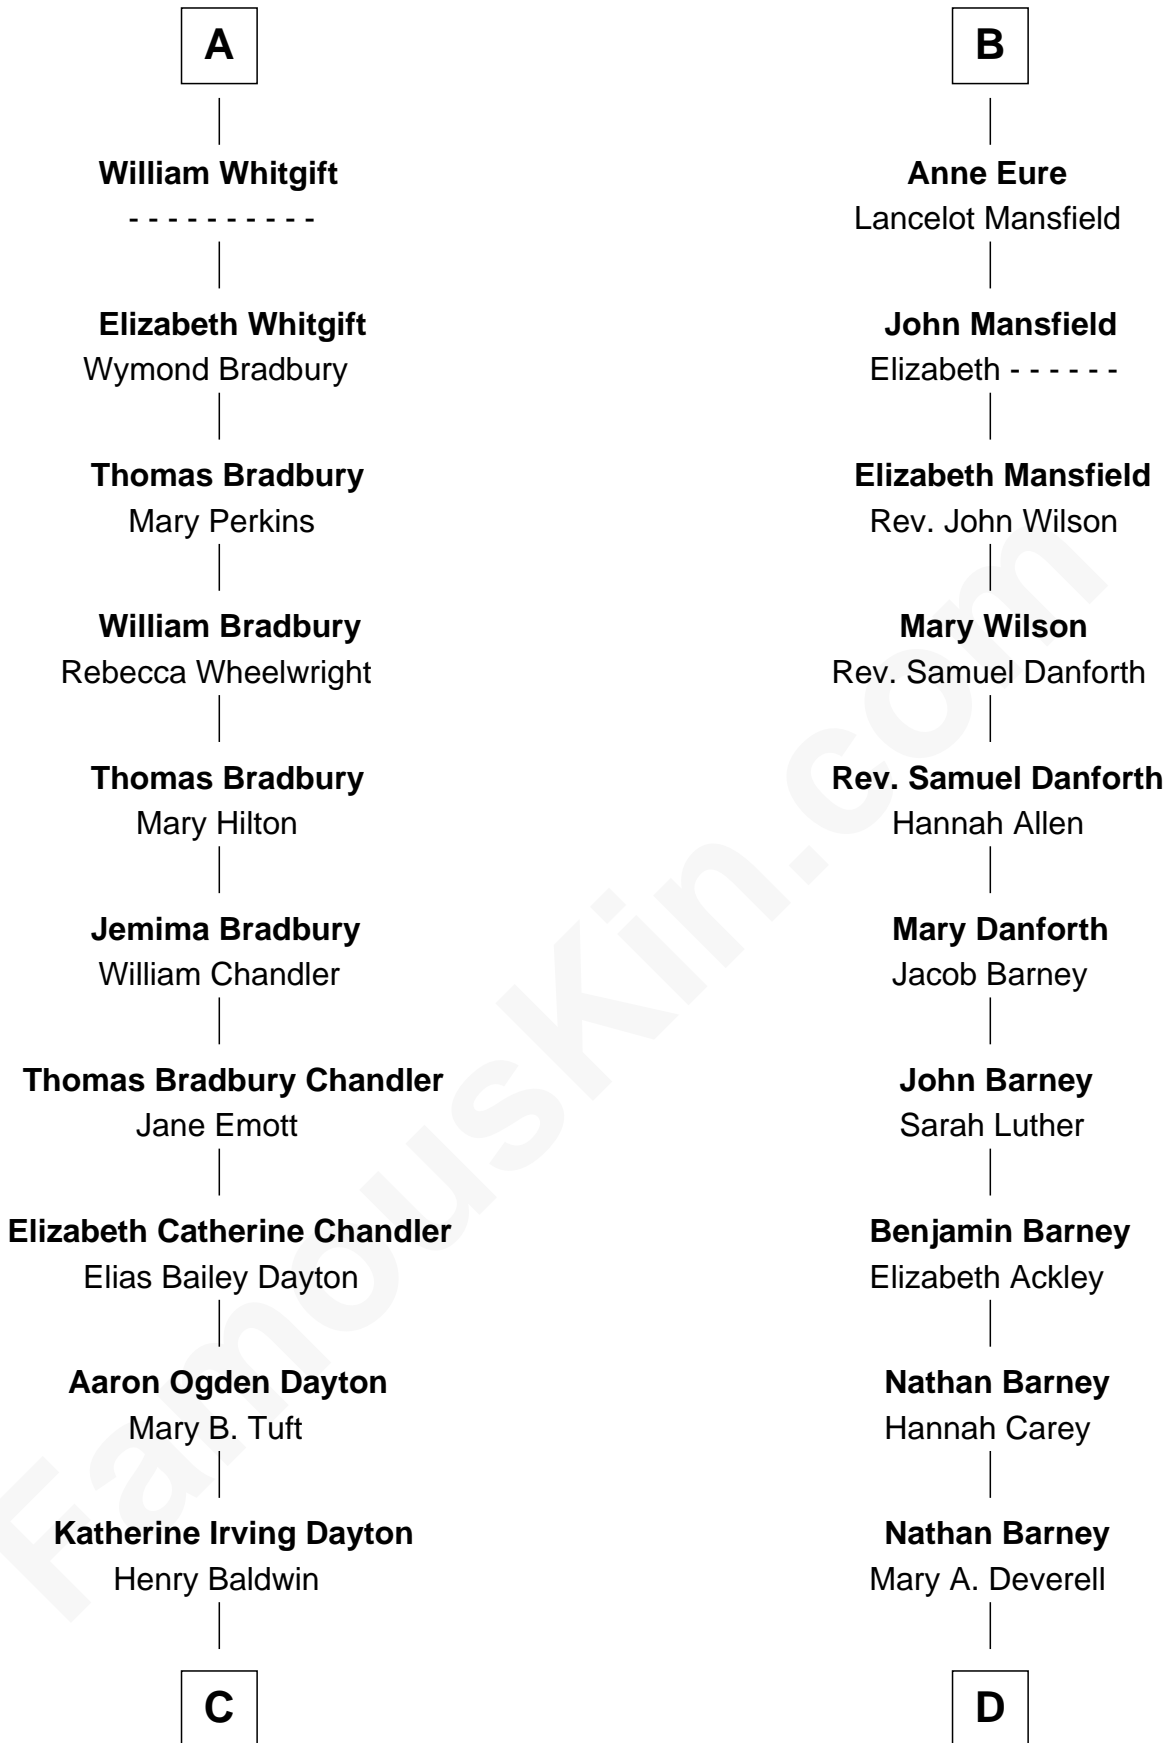 A
William Whitgift
- - - - - - - - - -
Elizabeth Whitgift
Wymond Bradbury
Thomas Bradbury
Mary Perkins
William Bradbury
Rebecca Wheelwright
Thomas Bradbury
Mary Hilton
Jemima Bradbury
William Chandler
Thomas Bradbury Chandler
Jane Emott
Elizabeth Catherine Chandler
Elias Bailey Dayton
Aaron Ogden Dayton
Mary B. Tuft
Katherine Irving Dayton
Henry Baldwin
C
B
Anne Eure
Lancelot Mansfield
John Mansfield
Elizabeth - - - - - -
Elizabeth Mansfield
Rev. John Wilson
Mary Wilson
Rev. Samuel Danforth
Rev. Samuel Danforth
Hannah Allen
Mary Danforth
Jacob Barney
John Barney
Sarah Luther
Benjamin Barney
Elizabeth Ackley
Nathan Barney
Hannah Carey
Nathan Barney
Mary A. Deverell
D
FamousKin.com